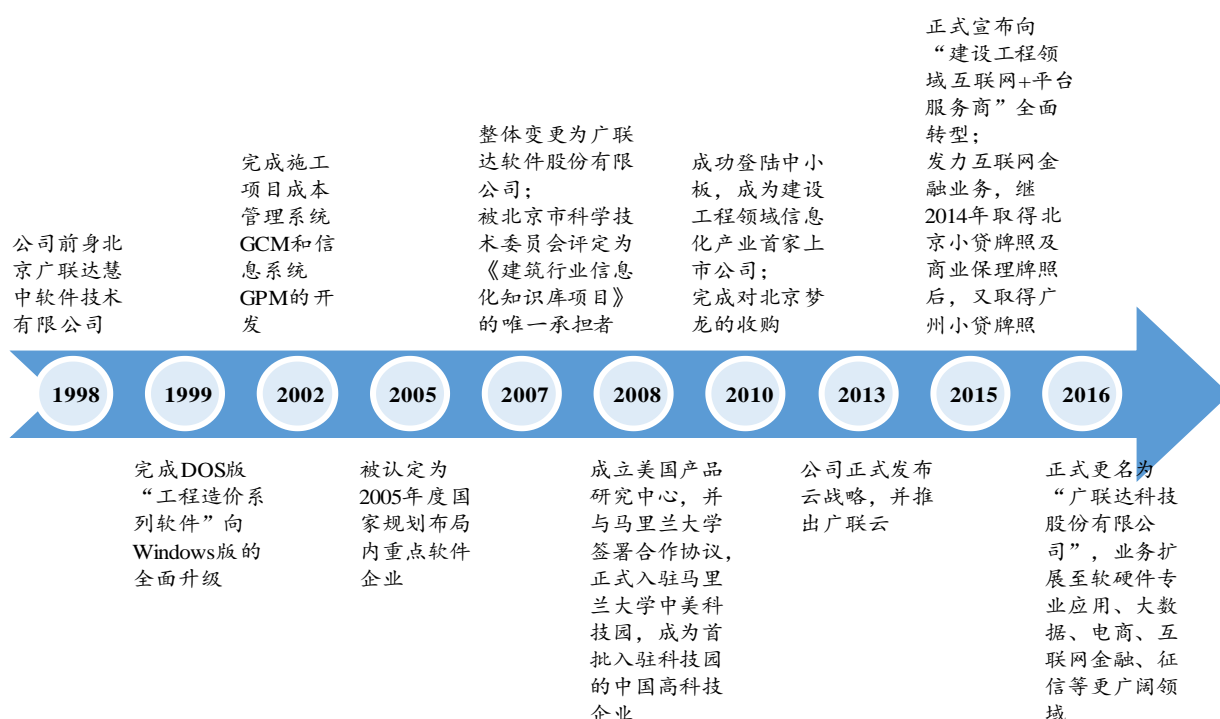 正式宣布向
“建设工程领
域互联网+平台
服务商”全面
转型；
发力互联网金
融业务，继
2014年取得北
京小贷牌照及
商业保理牌照
后，又取得广
州小贷牌照
整体变更为广联
达软件股份有限
公司；
被北京市科学技
术委员会评定为
《建筑行业信息
化知识库项目》
的唯一承担者
成功登陆中小
板，成为建设
工程领域信息
化产业首家上
市公司；
完成对北京梦
龙的收购
完成施工
项目成本
管理系统
GCM和信
息系统
GPM的开
发
公司前身北
京广联达慧
中软件技术
有限公司
1998
1999
2002
2005
2007
2008
2010
2013
2015
2016
完成DOS版
“工程造价系
列软件”向
Windows版的
全面升级
被认定为
2005年度国
家规划布局
内重点软件
企业
成立美国产品
研究中心，并
与马里兰大学
签署合作协议，
正式入驻马里
兰大学中美科
技园，成为首
批入驻科技园
的中国高科技
企业
公司正式发布
云战略，并推
出广联云
正式更名为
“广联达科技
股份有限公
司”，业务扩
展至软硬件专
业应用、大数
据、电商、互
联网金融、征
信等更广阔领
域